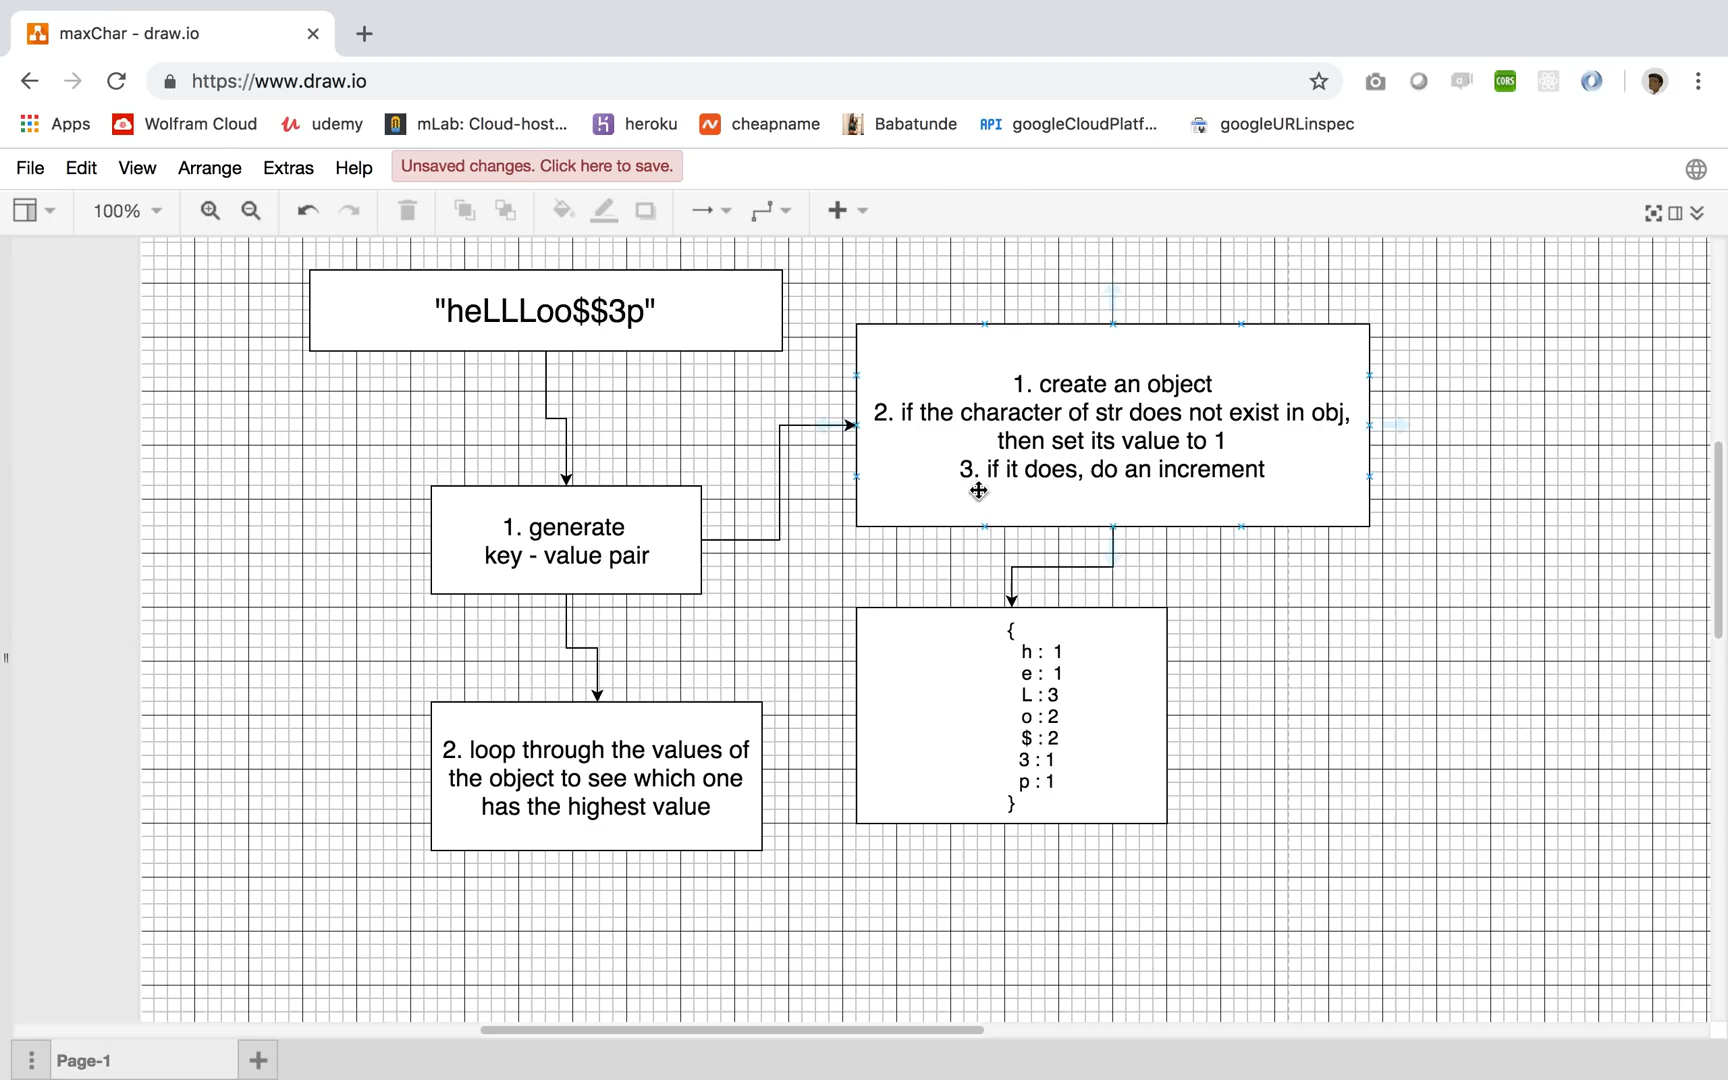 maxChar - draw.io
https://www.draw.io
CORS
Apps
Wolfram Cloud
udemy
mLab: Cloud-host...
heroku
cheapname
Babatunde
API googleCloudPlatf...
googleURLinspec
File
Edit
View
Arrange
Extras
Help
Unsaved changes. Click here to save.
100%
"heLLLoo$$3p"
1. generate
key - value pair
2. loop through the values of
the object to see which one
has the highest value
1. create an object
2. if the character of str does not exist in obj,
then set its value to 1
3. if it does, do an increment
{
h : 1
e : 1
L : 3
o : 2
$ : 2
3 : 1
p : 1
}
Page-1